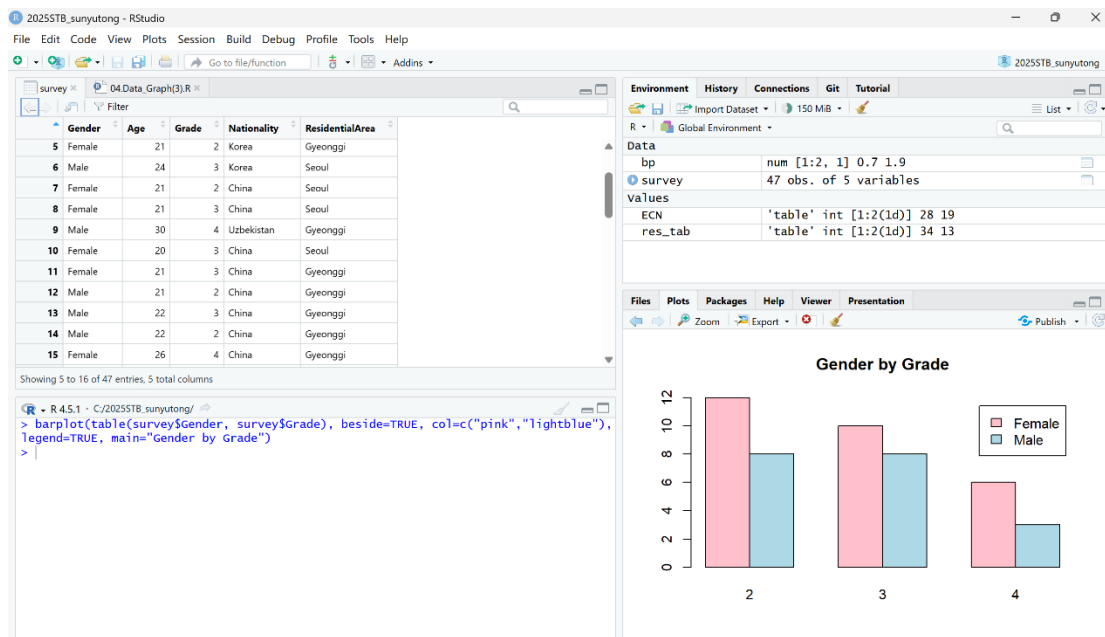 2025STB_sunyutong - RStudio
File Edit Code View Plots Session Build Debug Profile Tools Help
Go to file/function Addins 2025STB_sunyutong
survey 04.Data_Graph(3).R
Filter
Gender Age Grade Nationality ResidentialArea
5 Female 21 2 Korea Gyeonggi
6 Male 24 3 Korea Seoul
7 Female 21 2 China Seoul
8 Female 21 3 China Seoul
9 Male 30 4 Uzbekistan Gyeonggi
10 Female 20 3 China Seoul
11 Female 21 3 China Gyeonggi
12 Male 21 2 China Gyeonggi
13 Male 22 3 China Gyeonggi
14 Male 22 2 China Gyeonggi
15 Female 26 4 China Gyeonggi
Showing 5 to 16 of 47 entries, 5 total columns
R 4.5.1 · C:/2025STB_sunyutong/
> barplot(table(survey$Gender, survey$Grade), beside=TRUE, col=c("pink","lightblue"),
legend=TRUE, main="Gender by Grade")
>
Environment History Connections Git Tutorial
Import Dataset 150 MiB List
R Global Environment
Data
bp num [1:2, 1] 0.7 1.9
survey 47 obs. of 5 variables
Values
ECN 'table' int [1:2(1d)] 28 19
res_tab 'table' int [1:2(1d)] 34 13
Files Plots Packages Help Viewer Presentation
Zoom Export Publish
Gender by Grade
12
10
8
6
4
2
0
Female
Male
2 3 4